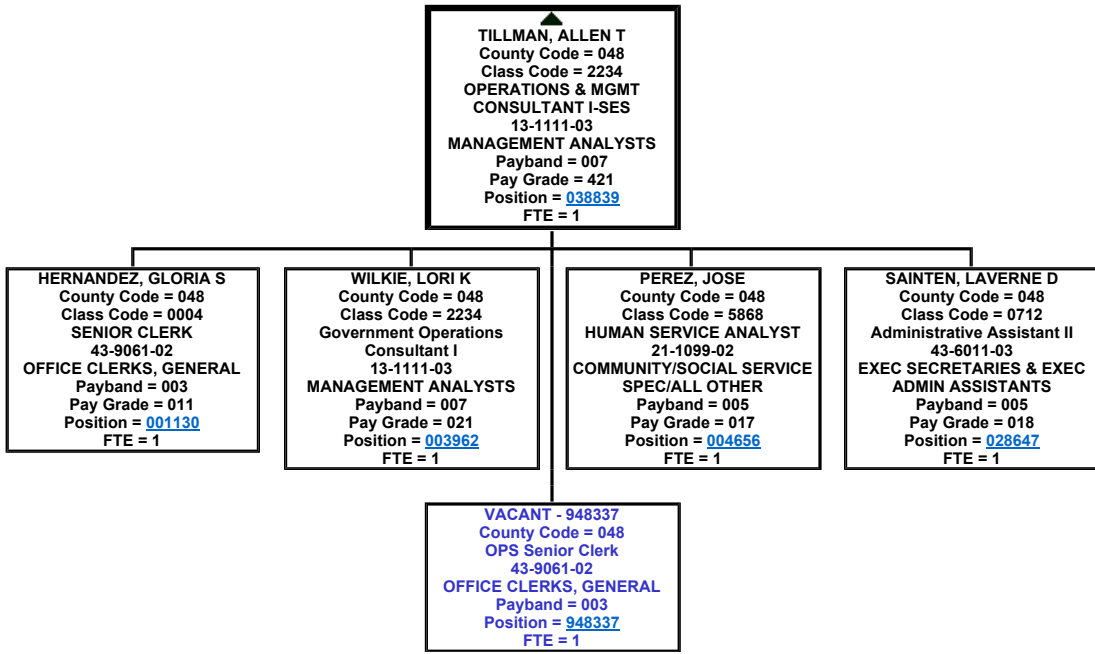 TILLMAN, ALLEN T
County Code = 048
Class Code = 2234
OPERATIONS & MGMT
CONSULTANT I-SES
13-1111-03
MANAGEMENT ANALYSTS
Payband = 007
Pay Grade = 421
Position = 038839
FTE = 1
HERNANDEZ, GLORIA S
County Code = 048
Class Code = 0004
SENIOR CLERK
43-9061-02
OFFICE CLERKS, GENERAL
Payband = 003
Pay Grade = 011
Position = 001130
FTE = 1
WILKIE, LORI K
County Code = 048
Class Code = 2234
Government Operations
Consultant I
13-1111-03
MANAGEMENT ANALYSTS
Payband = 007
Pay Grade = 021
Position = 003962
FTE = 1
PEREZ, JOSE
County Code = 048
Class Code = 5868
HUMAN SERVICE ANALYST
21-1099-02
COMMUNITY/SOCIAL SERVICE
SPEC/ALL OTHER
Payband = 005
Pay Grade = 017
Position = 004656
FTE = 1
SAINTEN, LAVERNE D
County Code = 048
Class Code = 0712
Administrative Assistant II
43-6011-03
EXEC SECRETARIES & EXEC
ADMIN ASSISTANTS
Payband = 005
Pay Grade = 018
Position = 028647
FTE = 1
VACANT - 948337
County Code = 048
OPS Senior Clerk
43-9061-02
OFFICE CLERKS, GENERAL
Payband = 003
Position = 948337
FTE = 1